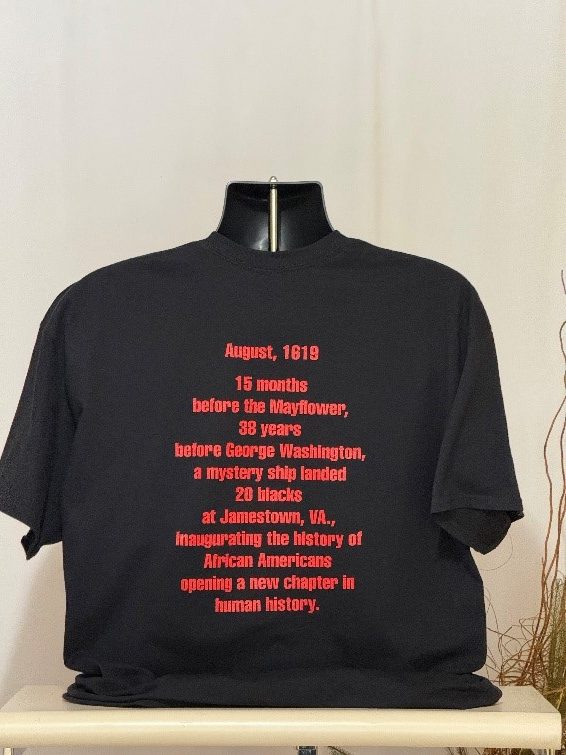 August, 1619
15 months
before the Mayflower,
38 years
before George Washington,
a mystery ship landed
20 blacks
at Jamestown, VA.,
inaugurating the history of
African Americans
opening a new chapter in
human history.